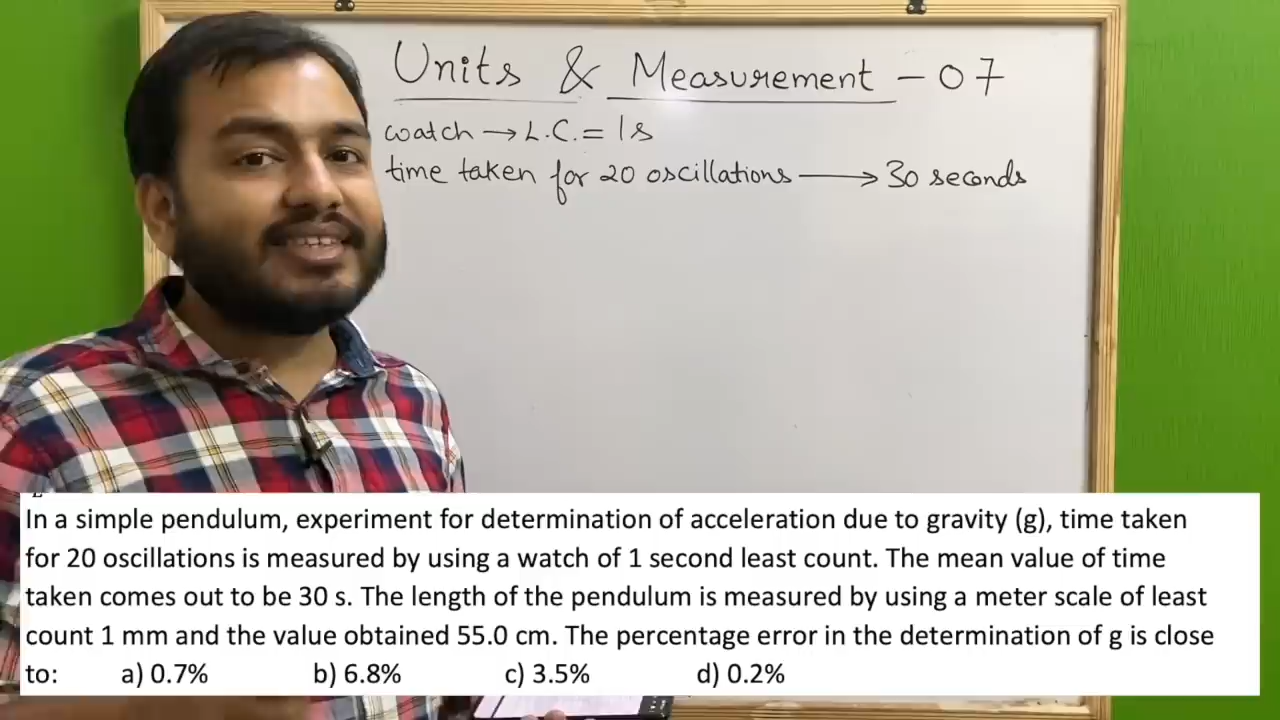 Units & Measurement - 07
watch → L.C. = 1s
time taken for 20 oscillations → 30 seconds
In a simple pendulum, experiment for determination of acceleration due to gravity (g), time taken
for 20 oscillations is measured by using a watch of 1 second least count. The mean value of time
taken comes out to be 30 s. The length of the pendulum is measured by using a meter scale of least
count 1 mm and the value obtained 55.0 cm. The percentage error in the determination of g is close
to: a) 0.7% b) 6.8% c) 3.5% d) 0.2%